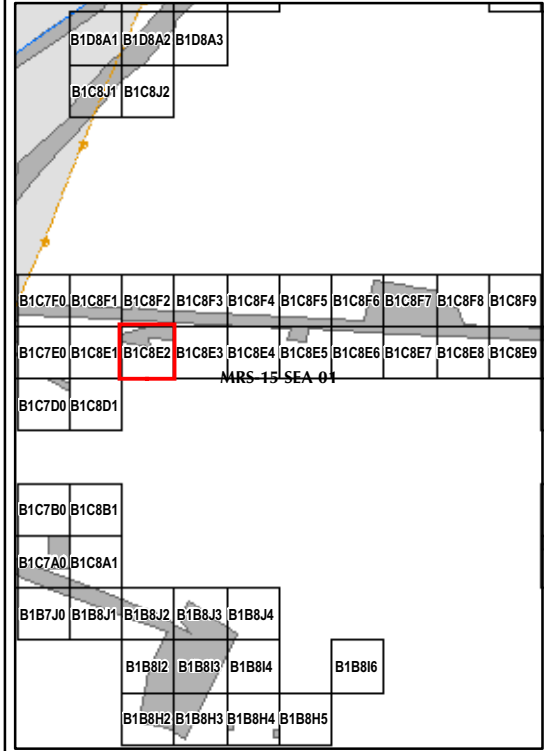 B1D8A1 B1D8A2 B1D8A3
B1C8J1 B1C8J2
B1C7F0 B1C8F1 B1C8F2 B1C8F3 B1C8F4 B1C8F5 B1C8F6 B1C8F7 B1C8F8 B1C8F9
B1C7E0 B1C8E1 B1C8E2 B1C8E3 B1C8E4 B1C8E5 B1C8E6 B1C8E7 B1C8E8 B1C8E9
MRS-15 SEA 01
B1C7D0 B1C8D1
B1C7B0 B1C8B1
B1C7A0 B1C8A1
B1B7J0 B1B8J1 B1B8J2 B1B8J3 B1B8J4
B1B8I2 B1B8I3 B1B8I4 B1B8I6
B1B8H2 B1B8H3 B1B8H4 B1B8H5